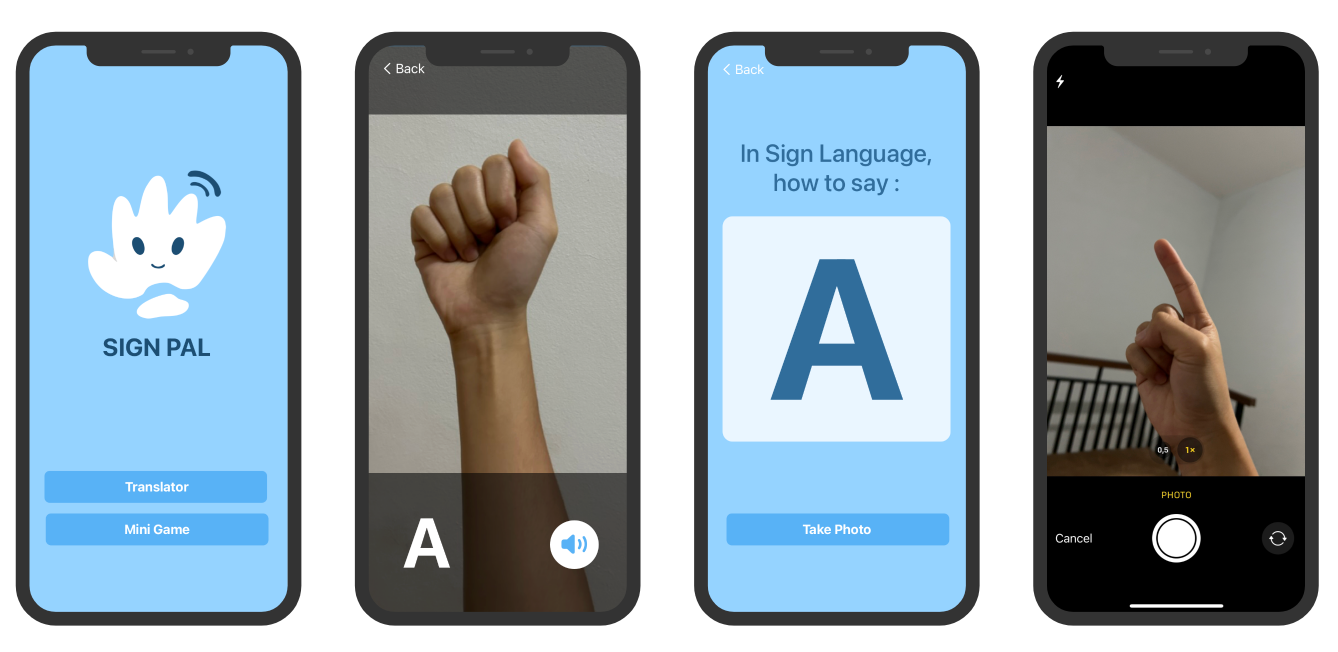 SIGN PAL
Translator
Mini Game
Back
A
Back
In Sign Language,
how to say :
A
Take Photo
0,5
1×
PHOTO
Cancel